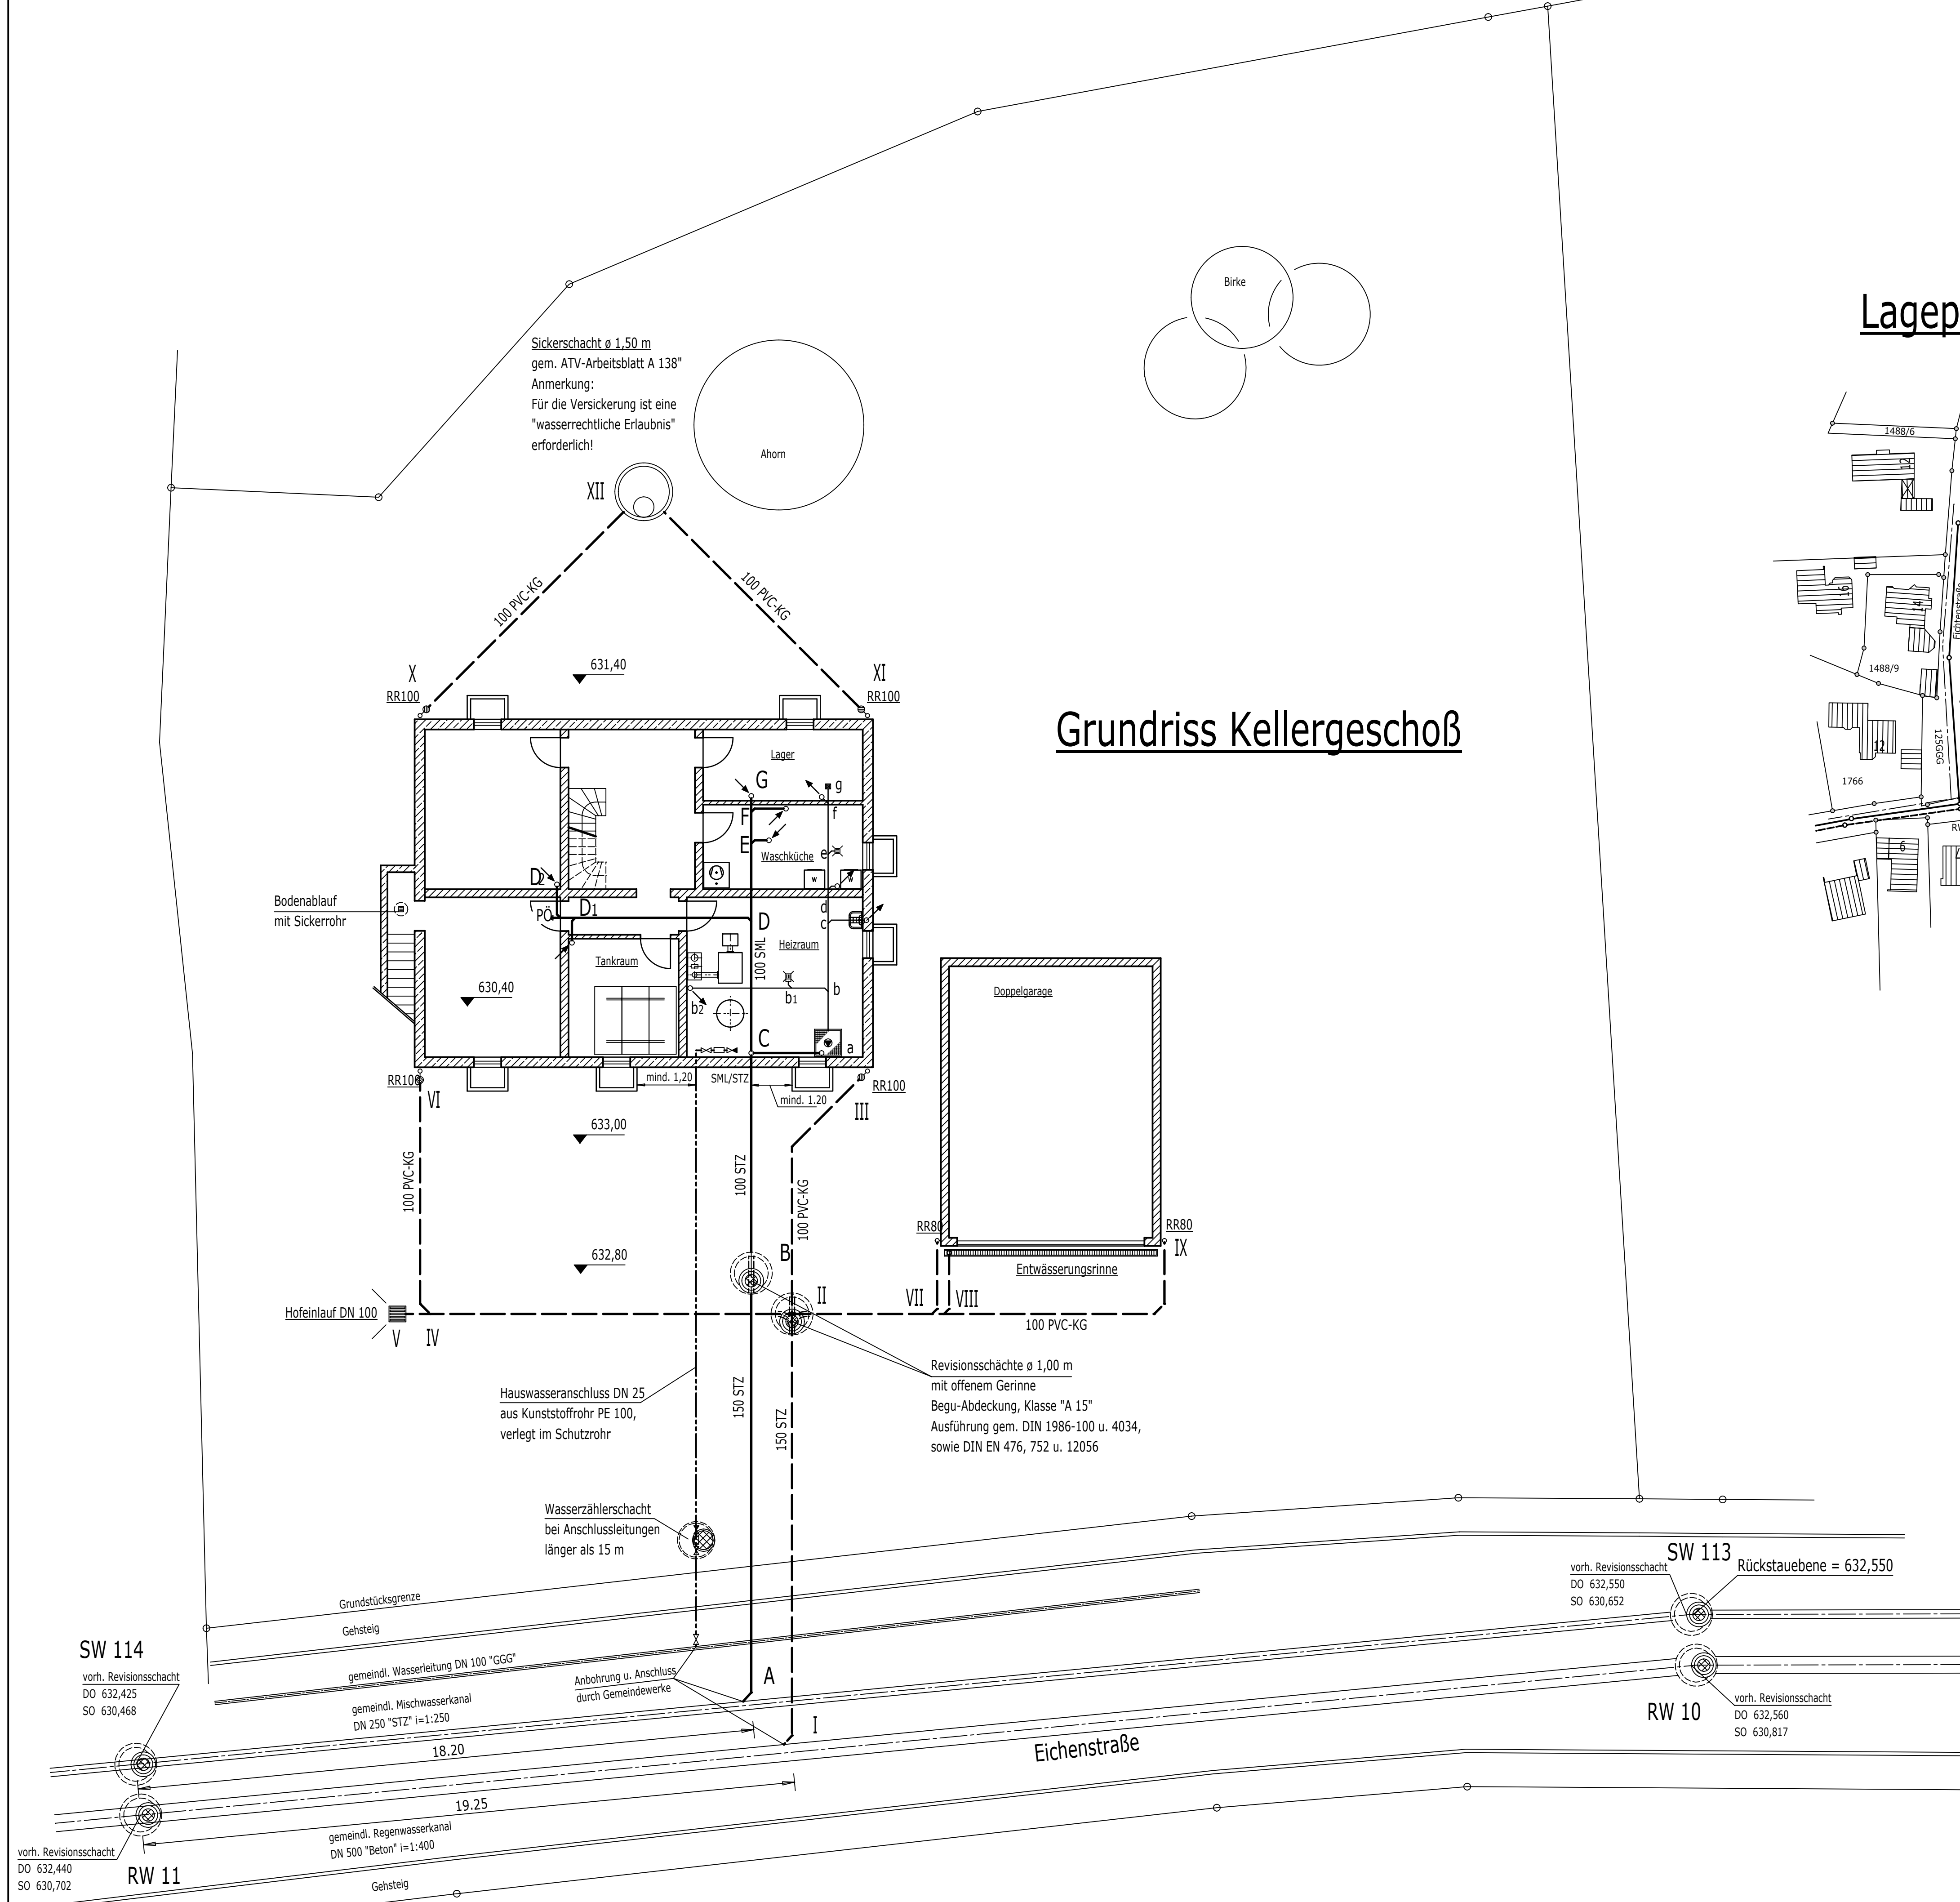 Birke
Lagep
Sickerschacht ø 1,50 m
gem. ATV-Arbeitsblatt A 138"
Anmerkung:
Für die Versickerung ist eine
"wasserrechtliche Erlaubnis"
erforderlich!
Ahorn
XII
100 PVC-KG
100 PVC-KG
1488/6
12
16
14
Fichtenstraße
1488/9
125GGG
12
1766
6
X
RR100
631,40
XI
RR100
Grundriss Kellergeschoß
Lager
G
g
F
f
E
e
Waschküche
W
W
D2
Bodenablauf
mit Sickerrohr
PÖ
D1
D
d
c
100 SML
Heizraum
Tankraum
630,40
b2
b1
b
C
a
Doppelgarage
RR100
VI
mind. 1,20
SML/STZ
mind. 1.20
RR100
III
633,00
100 PVC-KG
100 STZ
100 PVC-KG
RR80
RR80
IX
632,80
B
Entwässerungsrinne
II
VII
VIII
Hofeinlauf DN 100
V
IV
100 PVC-KG
Revisionsschächte ø 1,00 m
mit offenem Gerinne
Begu-Abdeckung, Klasse "A 15"
Ausführung gem. DIN 1986-100 u. 4034,
sowie DIN EN 476, 752 u. 12056
Hauswasseranschluss DN 25
aus Kunststoffrohr PE 100,
verlegt im Schutzrohr
150 STZ
150 STZ
Wasserzählerschacht
bei Anschlussleitungen
länger als 15 m
SW 113
vorh. Revisionsschacht
DO 632,550
SO 630,652
Rückstauebene = 632,550
Grundstücksgrenze
Gehsteig
SW 114
vorh. Revisionsschacht
DO 632,425
SO 630,468
gemeindl. Wasserleitung DN 100 "GGG"
gemeindl. Mischwasserkanal
DN 250 "STZ" i=1:250
Anbohrung u. Anschluss
durch Gemeindewerke
A
I
18.20
19.25
Eichenstraße
RW 10
vorh. Revisionsschacht
DO 632,560
SO 630,817
gemeindl. Regenwasserkanal
DN 500 "Beton" i=1:400
vorh. Revisionsschacht
DO 632,440
SO 630,702
RW 11
Gehsteig